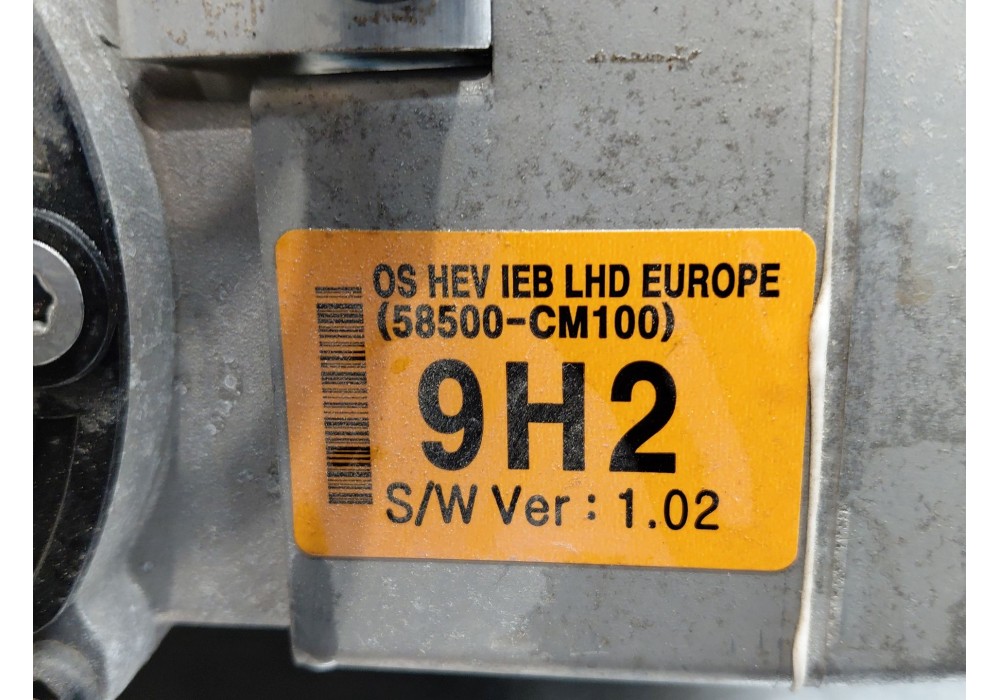 OS HEV IEB LHD EUROPE
(58500-CM100)
9H2
S/W Ver : 1.02